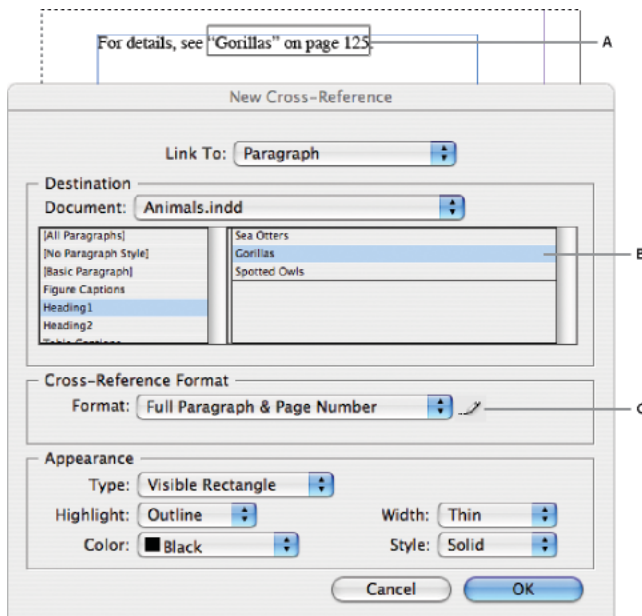 For details, see “Gorillas” on page 125.
A
New Cross-Reference
Link To: Paragraph
Destination
Document: Animals.indd
[All Paragraphs]
[No Paragraph Style]
[Basic Paragraph]
Figure Captions
Heading1
Heading2
Table Captions
Sea Otters
Gorillas
Spotted Owls
B
Cross-Reference Format
Format: Full Paragraph & Page Number
C
Appearance
Type: Visible Rectangle
Highlight: Outline Width: Thin
Color: Black Style: Solid
Cancel OK